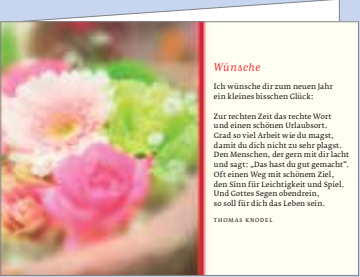 Wünsche
Ich wünsche dir zum neuen Jahr
ein kleines bisschen Glück:
Zur rechten Zeit das rechte Wort
und einen schönen Urlaubsort.
Grad so viel Arbeit wie du magst,
damit du dich nicht zu sehr plagst.
Den Menschen, der gern mit dir lacht
und sagt: „Das hast du gut gemacht“.
Oft einen Weg mit schönem Ziel,
den Sinn für Leichtigkeit und Spiel.
Und Gottes Segen obendrein,
so soll für dich das Leben sein.
THOMAS KNODEL